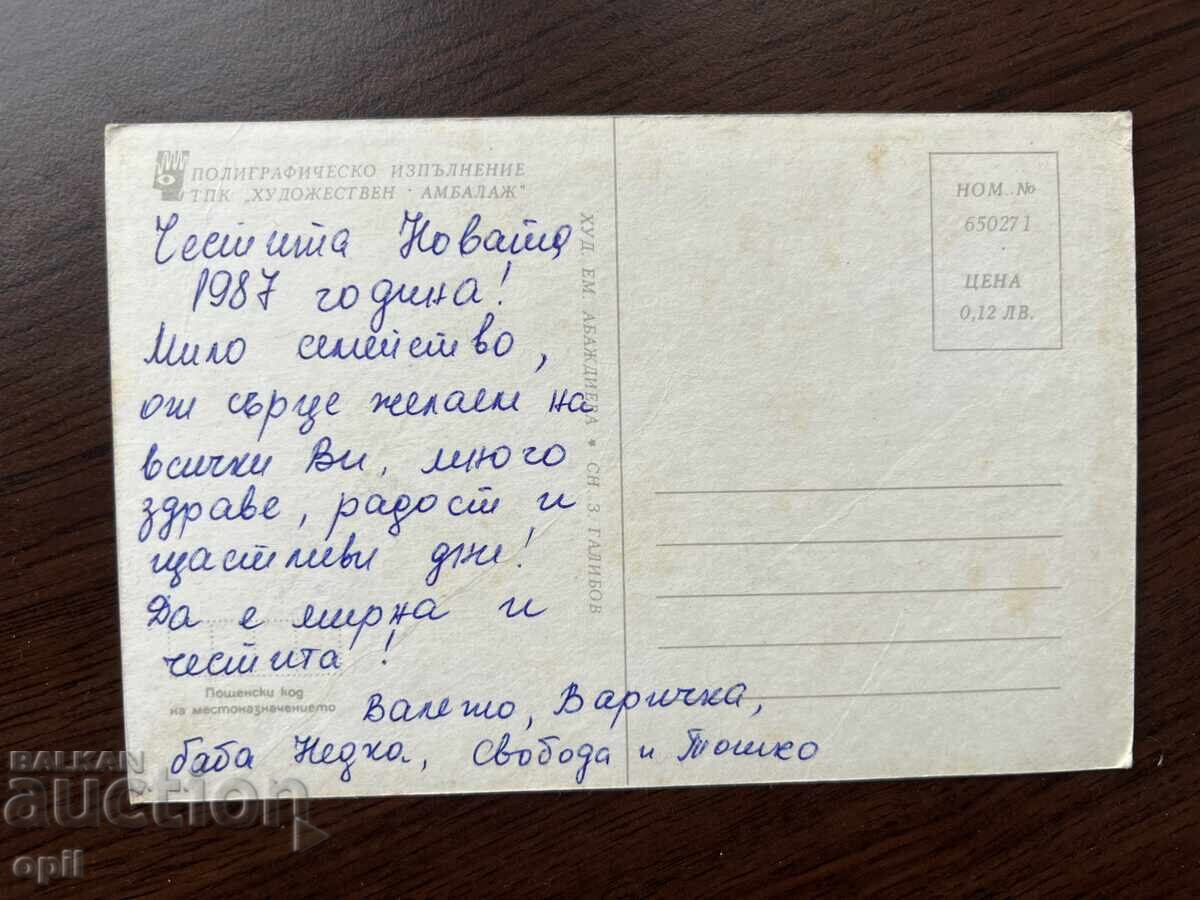 ПОЛИГРАФИЧЕСКО ИЗПЪЛНЕНИЕ
ТПК „ХУДОЖЕСТВЕН · АМБАЛАЖ"
Честита Новата
1987 година!
Мило семейство,
от сърце желаем на
всички Ви, много
здраве, радост и
щастливи дни!
Да е мирна и
честита!
Валето, Варичка,
баба Недка, Свобода и Тошко
Пощенски код
на местоназначението
ХУД. ЕМ. АБАЖДИЕВА * СН. З. ГАЛИБОВ
НОМ. №
650271
ЦЕНА
0,12 ЛВ.
BALKAN
auction
opil